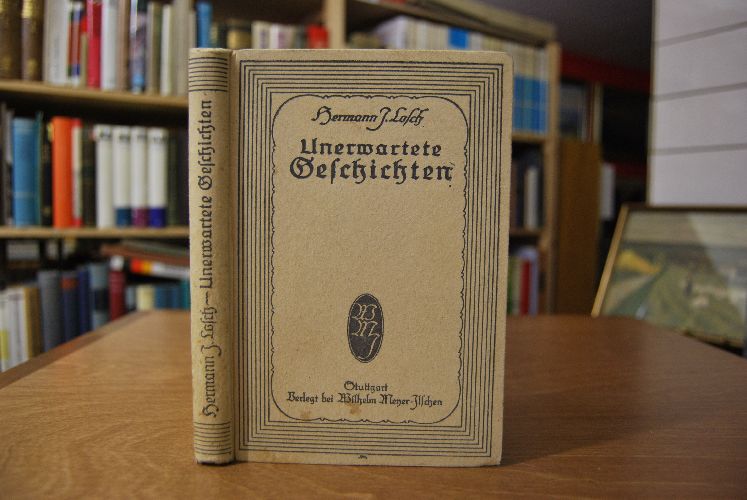 Hermann J. Losch — Unerwartete Geschichten
Hermann J. Losch
Unerwartete
Geschichten
W
M
J
Stuttgart
Verlegt bei Wilhelm Meyer-Ilschen